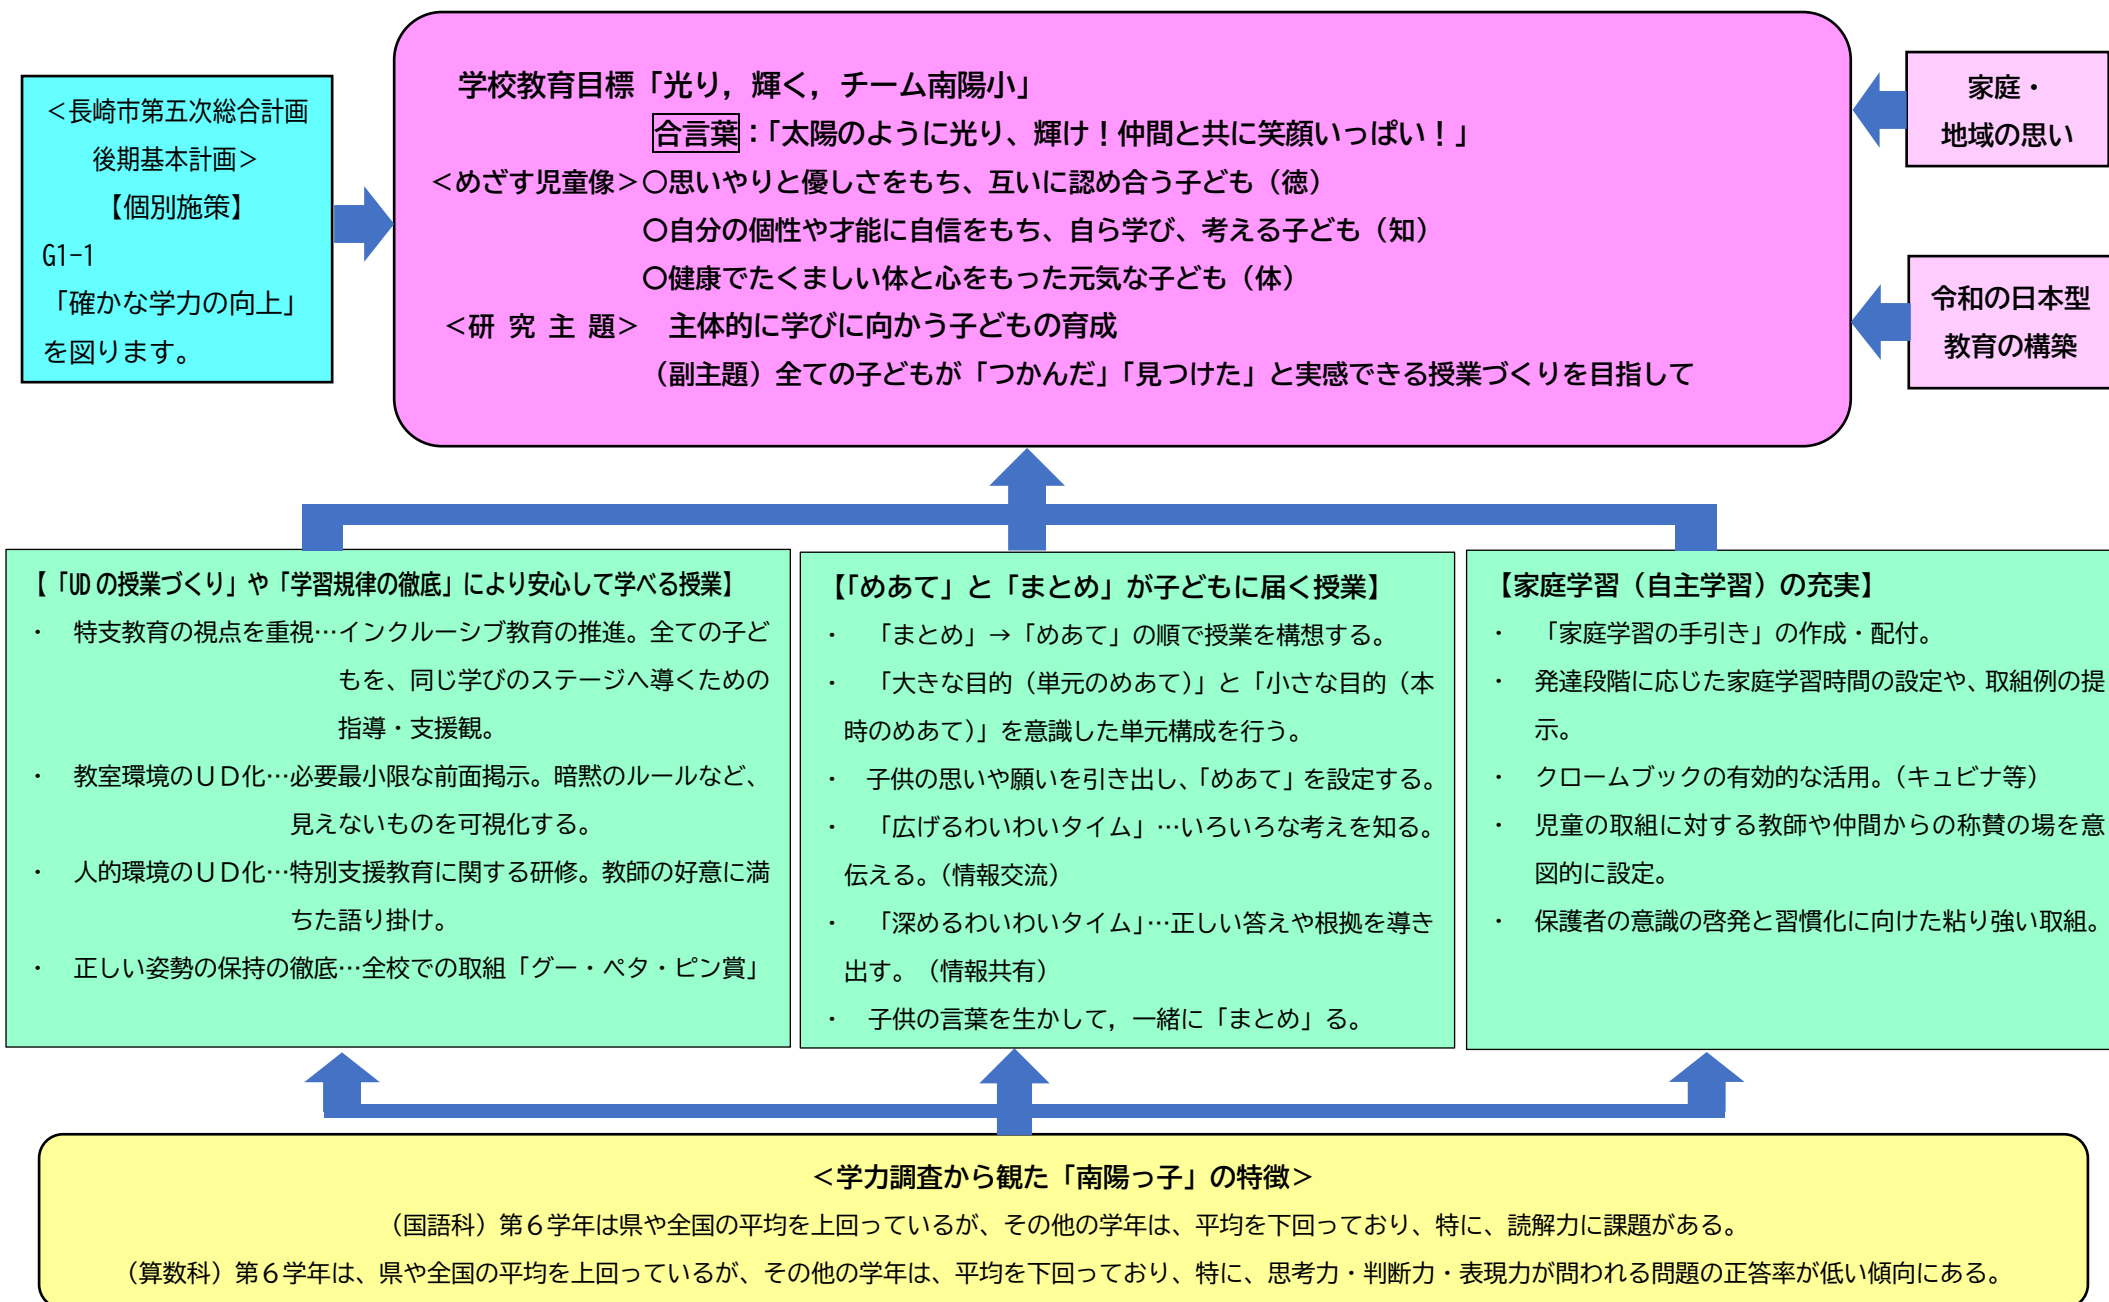 ＜長崎市第五次総合計画
後期基本計画＞
【個別施策】
G1-1
「確かな学力の向上」
を図ります。
学校教育目標「光り，輝く，チーム南陽小」
合言葉：「太陽のように光り、輝け！仲間と共に笑顔いっぱい！」
＜めざす児童像＞〇思いやりと優しさをもち、互いに認め合う子ども（徳）
〇自分の個性や才能に自信をもち、自ら学び、考える子ども（知）
〇健康でたくましい体と心をもった元気な子ども（体）
＜研 究 主 題＞　主体的に学びに向かう子どもの育成
（副主題）全ての子どもが「つかんだ」「見つけた」と実感できる授業づくりを目指して
家庭・
地域の思い
令和の日本型
教育の構築
【「UDの授業づくり」や「学習規律の徹底」により安心して学べる授業】
・　特支教育の視点を重視…インクルーシブ教育の推進。全ての子ど
もを、同じ学びのステージへ導くための
指導・支援観。
・　教室環境のＵＤ化…必要最小限な前面掲示。暗黙のルールなど、
見えないものを可視化する。
・　人的環境のＵＤ化…特別支援教育に関する研修。教師の好意に満
ちた語り掛け。
・　正しい姿勢の保持の徹底…全校での取組「グー・ペタ・ピン賞」
【「めあて」と「まとめ」が子どもに届く授業】
・　「まとめ」→「めあて」の順で授業を構想する。
・　「大きな目的（単元のめあて）」と「小さな目的（本
時のめあて）」を意識した単元構成を行う。
・　子供の思いや願いを引き出し、「めあて」を設定する。
・　「広げるわいわいタイム」…いろいろな考えを知る。
伝える。（情報交流）
・　「深めるわいわいタイム」…正しい答えや根拠を導き
出す。（情報共有）
・　子供の言葉を生かして，一緒に「まとめ」る。
【家庭学習（自主学習）の充実】
・　「家庭学習の手引き」の作成・配付。
・　発達段階に応じた家庭学習時間の設定や、取組例の提
示。
・　クロームブックの有効的な活用。（キュビナ等）
・　児童の取組に対する教師や仲間からの称賛の場を意
図的に設定。
・　保護者の意識の啓発と習慣化に向けた粘り強い取組。
＜学力調査から観た「南陽っ子」の特徴＞
（国語科）第６学年は県や全国の平均を上回っているが、その他の学年は、平均を下回っており、特に、読解力に課題がある。
（算数科）第６学年は、県や全国の平均を上回っているが、その他の学年は、平均を下回っており、特に、思考力・判断力・表現力が問われる問題の正答率が低い傾向にある。